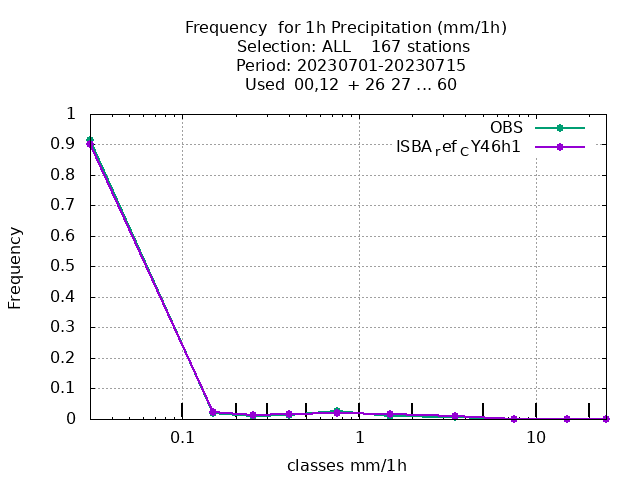 Frequency  for 1h Precipitation (mm/1h)
Selection: ALL    167 stations
Period: 20230701-20230715
Used  00,12  + 26 27 ... 60
OBS
ISBA_ref_CY46h1
1
0.9
0.8
0.7
0.6
0.5
0.4
0.3
0.2
0.1
0
Frequency
0.1
1
10
classes mm/1h